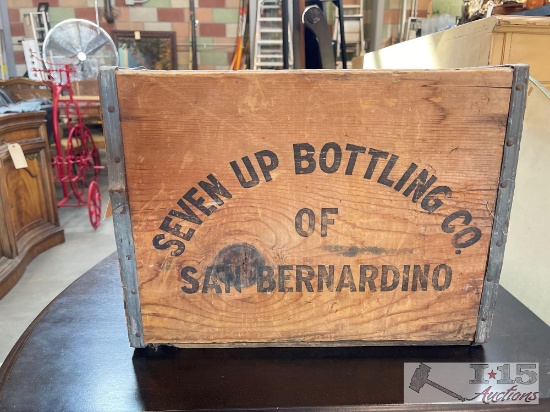 SEVEN UP BOTTLING CO.
OF
SAN BERNARDINO
I★15
Auctions